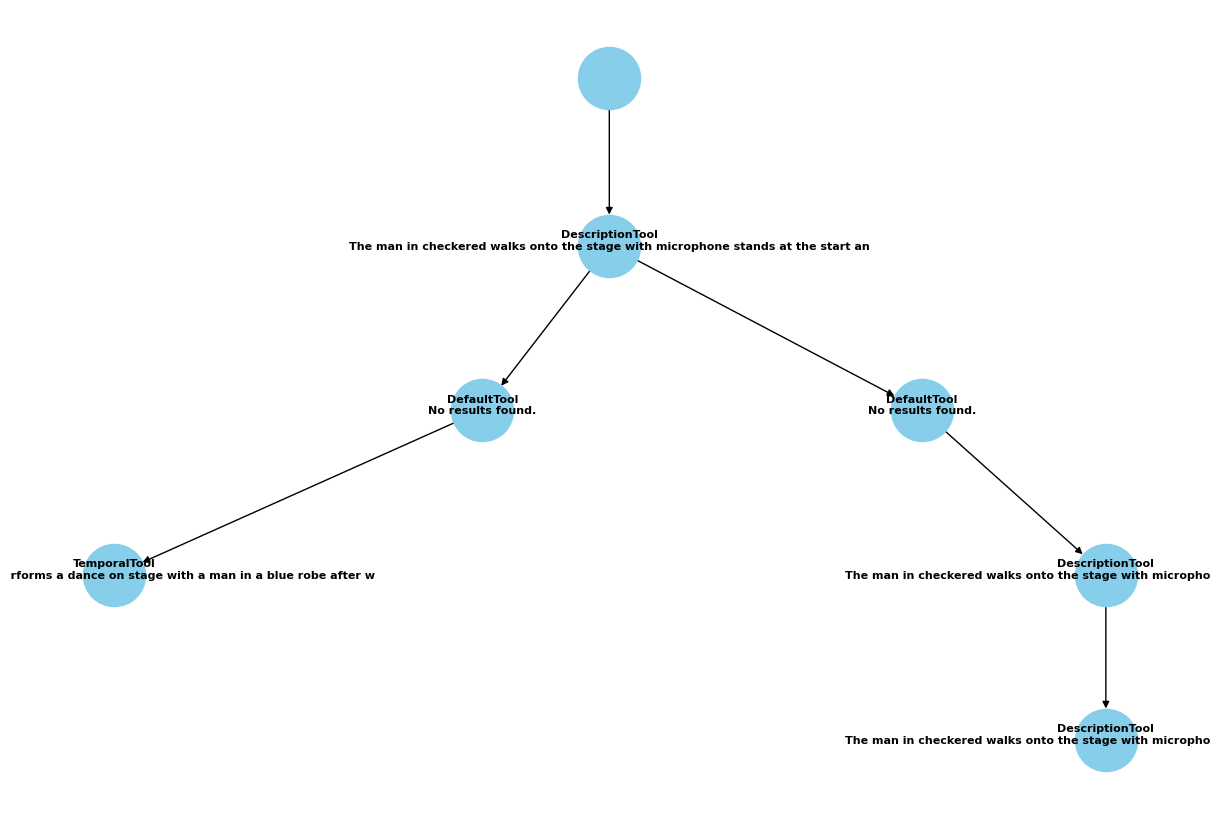 DescriptionTool
The man in checkered walks onto the stage with microphone stands at the start an
DefaultTool
No results found.
DefaultTool
No results found.
TemporalTool
rforms a dance on stage with a man in a blue robe after w
DescriptionTool
The man in checkered walks onto the stage with micropho
DescriptionTool
The man in checkered walks onto the stage with micropho